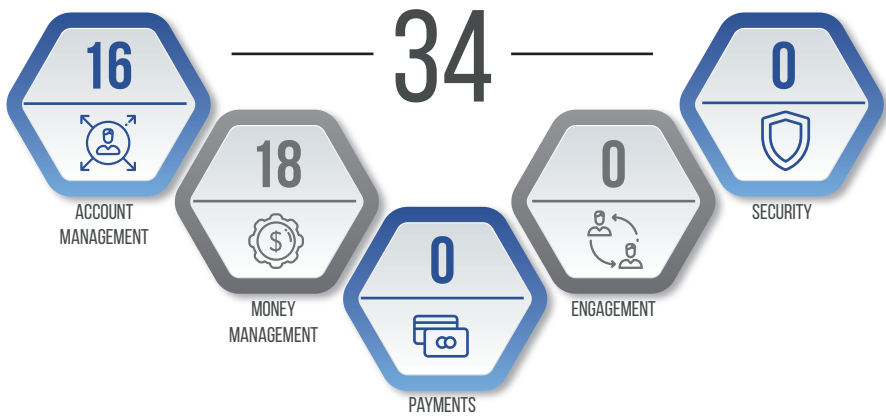 34
16
ACCOUNT
MANAGEMENT
18
$
MONEY
MANAGEMENT
0
PAYMENTS
0
ENGAGEMENT
0
SECURITY